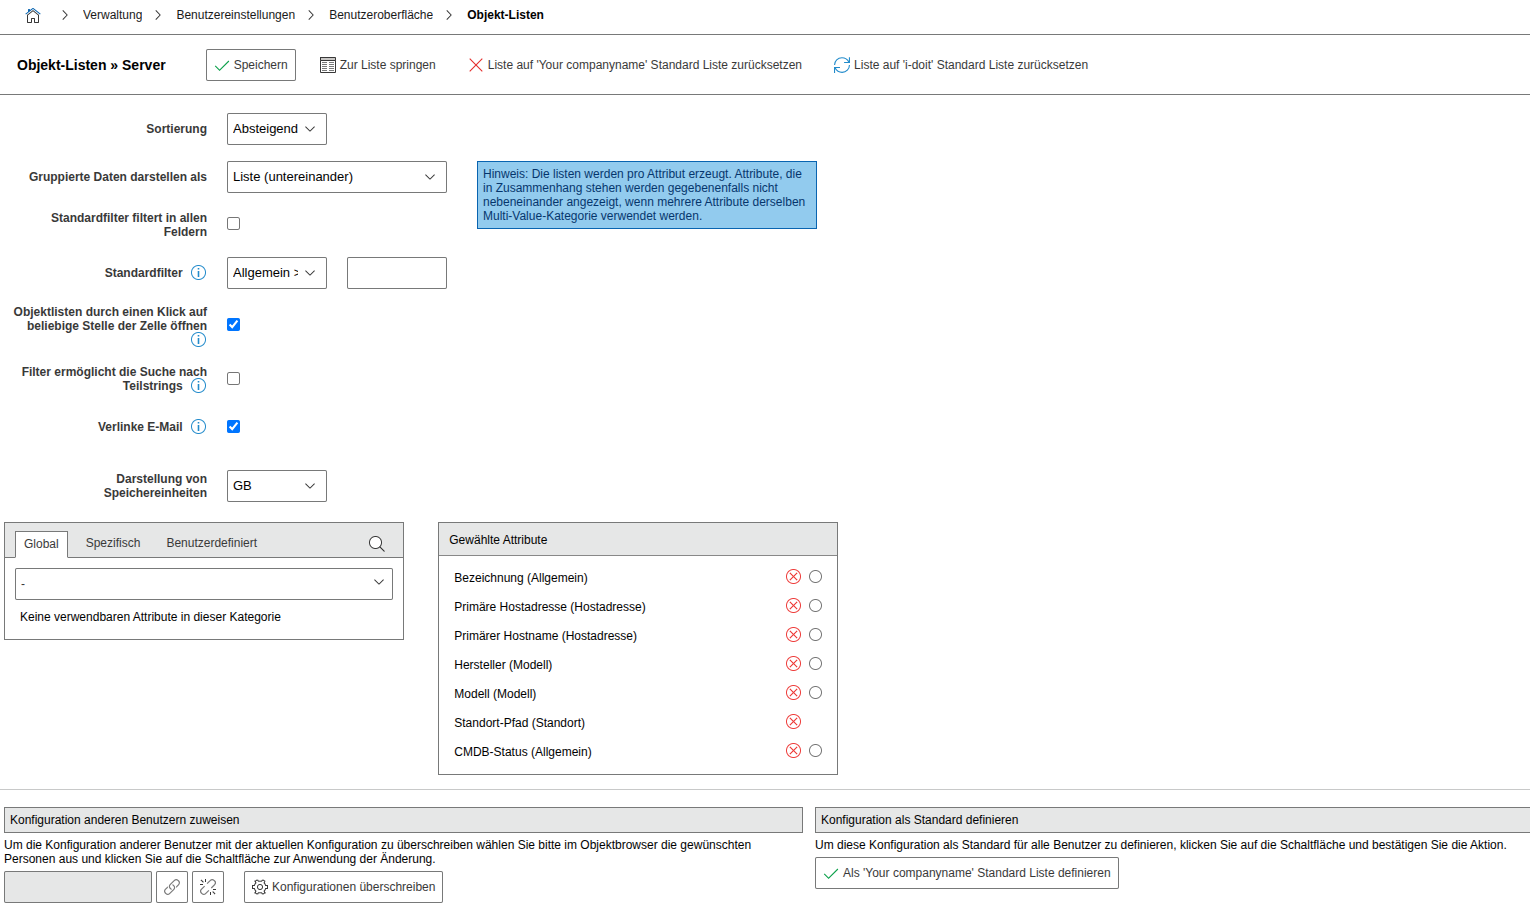 Verwaltung Benutzereinstellungen Benutzeroberfläche Objekt-Listen
Objekt-Listen » Server Speichern Zur Liste springen Liste auf 'Your companyname' Standard Liste zurücksetzen Liste auf 'i-doit' Standard Liste zurücksetzen
Sortierung Absteigend
Gruppierte Daten darstellen als Liste (untereinander)
Hinweis: Die listen werden pro Attribut erzeugt. Attribute, die
in Zusammenhang stehen werden gegebenenfalls nicht
nebeneinander angezeigt, wenn mehrere Attribute derselben
Multi-Value-Kategorie verwendet werden.
Standardfilter filtert in allen
Feldern
Standardfilter Allgemein >
Objektlisten durch einen Klick auf
beliebige Stelle der Zelle öffnen
Filter ermöglicht die Suche nach
Teilstrings
Verlinke E-Mail
Darstellung von
Speichereinheiten
GB
Global Spezifisch Benutzerdefiniert
-
Keine verwendbaren Attribute in dieser Kategorie
Gewählte Attribute
Bezeichnung (Allgemein)
Primäre Hostadresse (Hostadresse)
Primärer Hostname (Hostadresse)
Hersteller (Modell)
Modell (Modell)
Standort-Pfad (Standort)
CMDB-Status (Allgemein)
Konfiguration anderen Benutzern zuweisen
Um die Konfiguration anderer Benutzer mit der aktuellen Konfiguration zu überschreiben wählen Sie bitte im Objektbrowser die gewünschten
Personen aus und klicken Sie auf die Schaltfläche zur Anwendung der Änderung.
Konfigurationen überschreiben
Konfiguration als Standard definieren
Um diese Konfiguration als Standard für alle Benutzer zu definieren, klicken Sie auf die Schaltfläche und bestätigen Sie die Aktion.
Als 'Your companyname' Standard Liste definieren